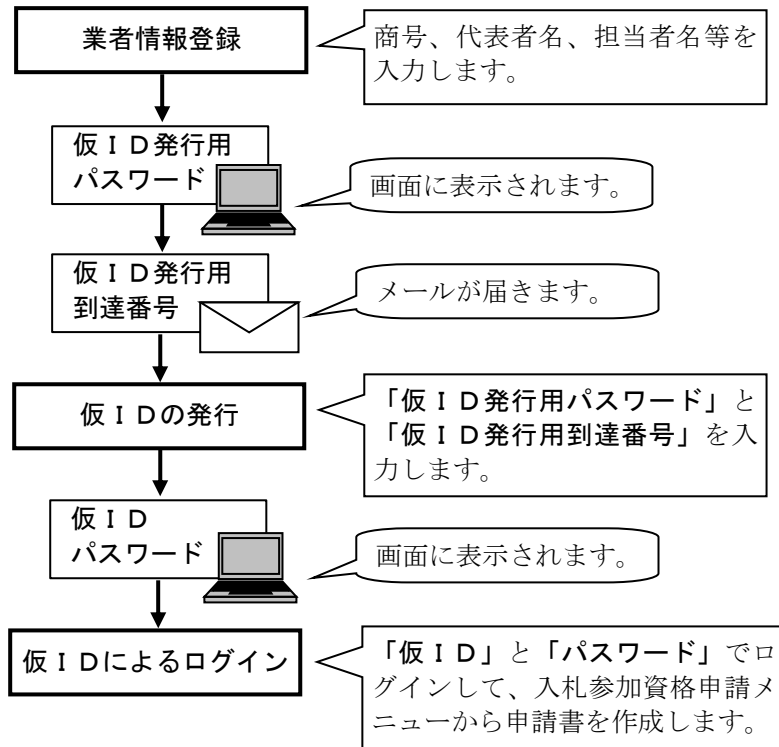 業者情報登録
商号、代表者名、担当者名等を
入力します。
仮ＩＤ発行用
パスワード
画面に表示されます。
仮ＩＤ発行用
到達番号
メールが届きます。
仮ＩＤの発行
「仮ＩＤ発行用パスワード」と
「仮ＩＤ発行用到達番号」を入
力します。
仮ＩＤ
パスワード
画面に表示されます。
仮ＩＤによるログイン
「仮ＩＤ」と「パスワード」でロ
グインして、入札参加資格申請メ
ニューから申請書を作成します。